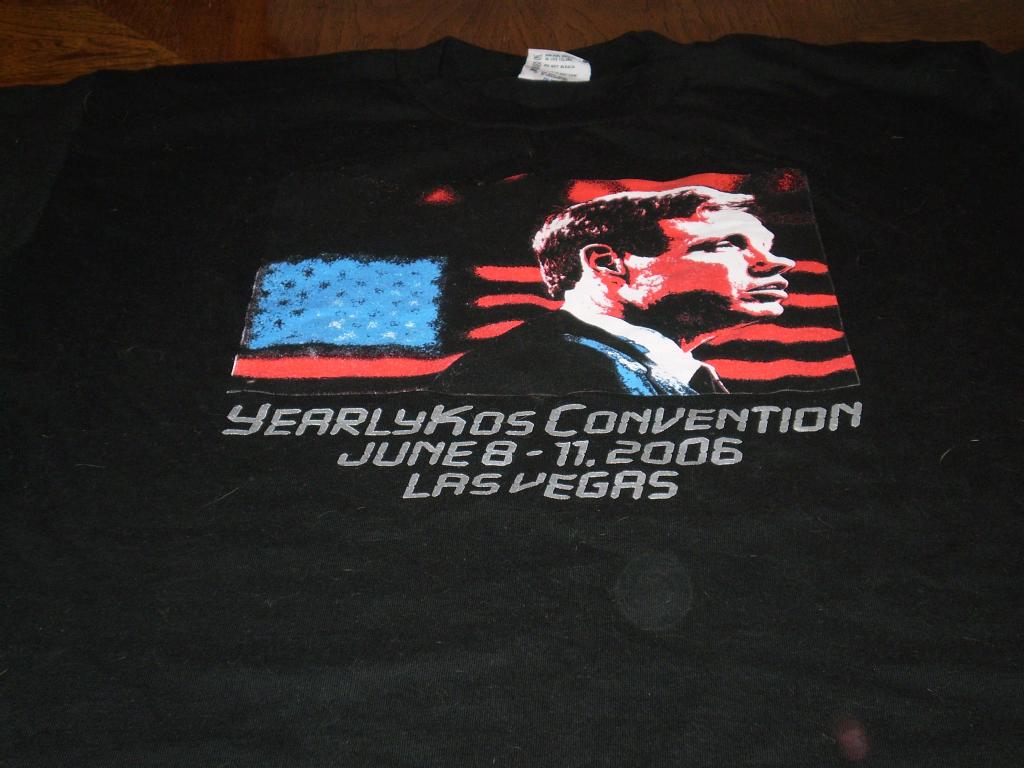 YEARLYKOS CONVENTION
JUNE 8 - 11, 2006
LAS VEGAS